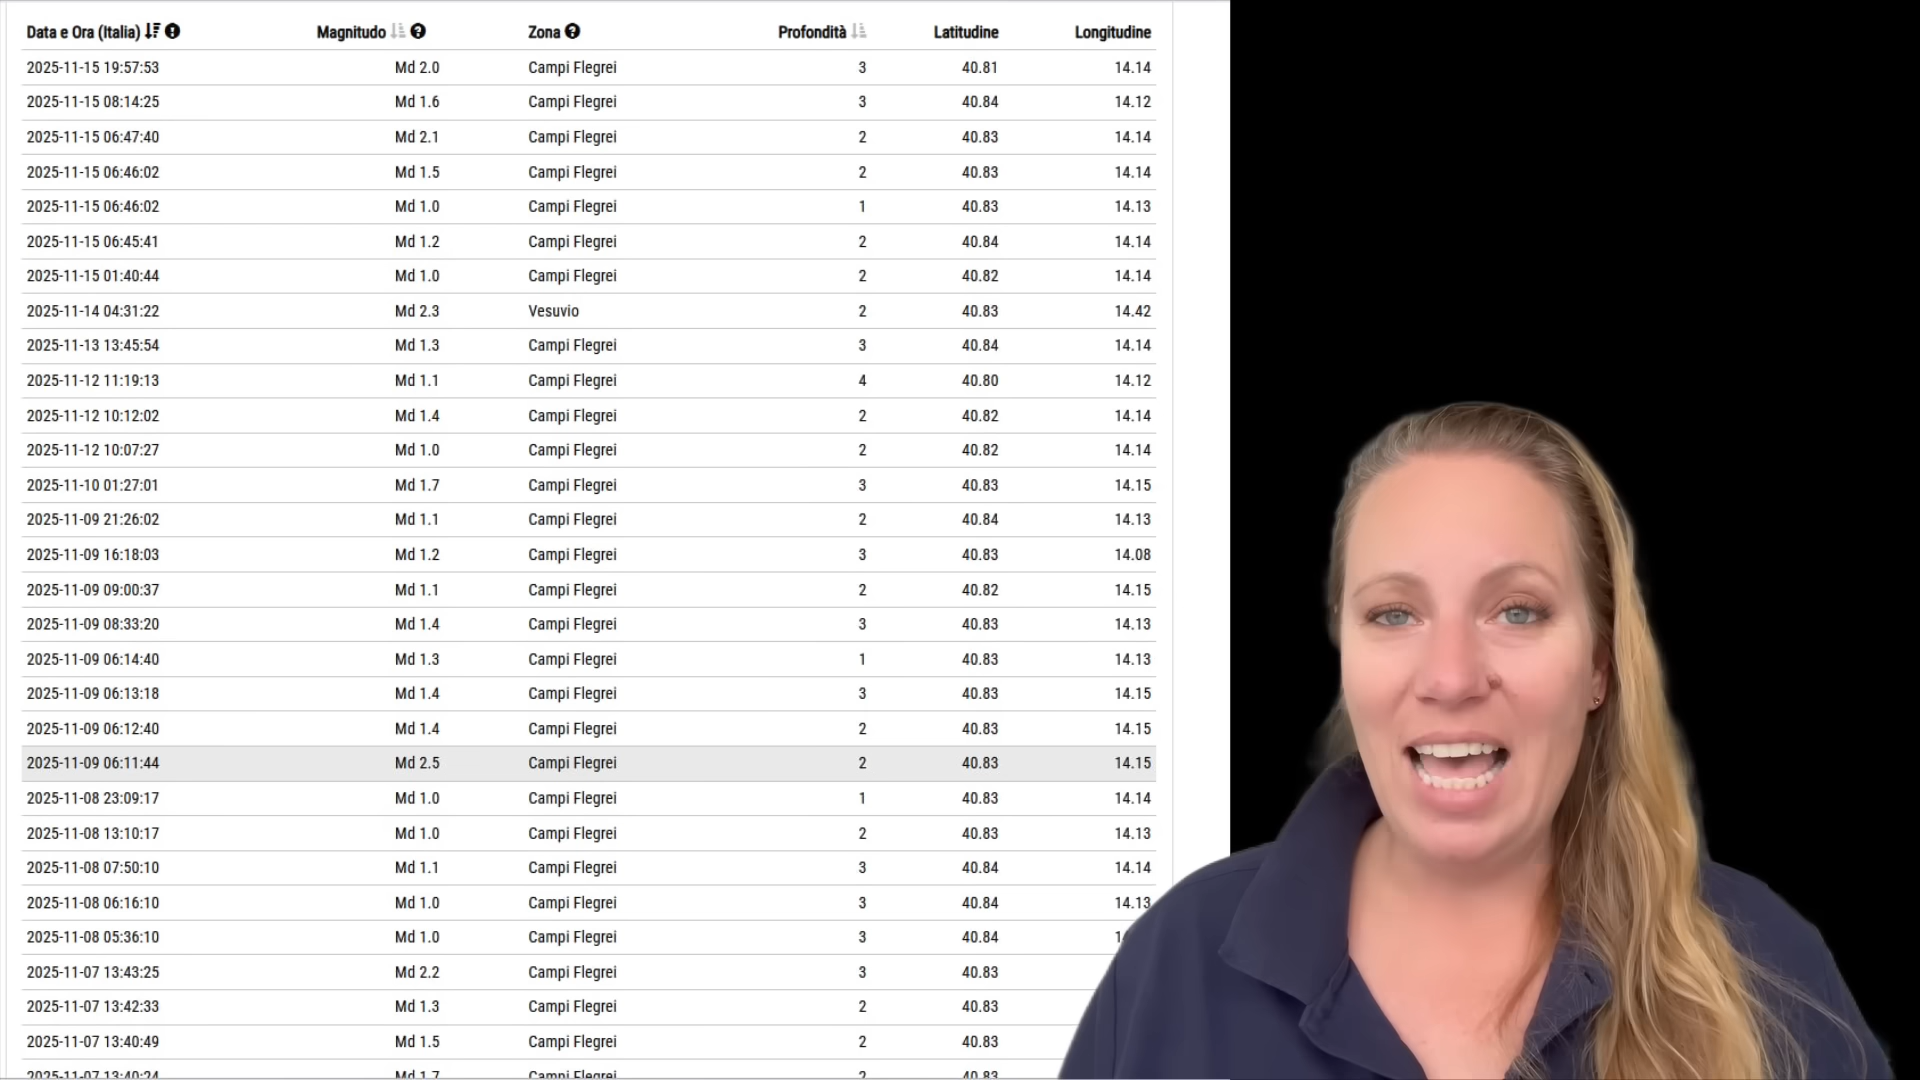 Data e Ora (Italia) Magnitudo Zona Profondità Latitudine Longitudine
2025-11-15 19:57:53 Md 2.0 Campi Flegrei 3 40.81 14.14
2025-11-15 08:14:25 Md 1.6 Campi Flegrei 3 40.84 14.12
2025-11-15 06:47:40 Md 2.1 Campi Flegrei 2 40.83 14.14
2025-11-15 06:46:02 Md 1.5 Campi Flegrei 2 40.83 14.14
2025-11-15 06:46:02 Md 1.0 Campi Flegrei 1 40.83 14.13
2025-11-15 06:45:41 Md 1.2 Campi Flegrei 2 40.84 14.14
2025-11-15 01:40:44 Md 1.0 Campi Flegrei 2 40.82 14.14
2025-11-14 04:31:22 Md 2.3 Vesuvio 2 40.83 14.42
2025-11-13 13:45:54 Md 1.3 Campi Flegrei 3 40.84 14.14
2025-11-12 11:19:13 Md 1.1 Campi Flegrei 4 40.80 14.12
2025-11-12 10:12:02 Md 1.4 Campi Flegrei 2 40.82 14.14
2025-11-12 10:07:27 Md 1.0 Campi Flegrei 2 40.82 14.14
2025-11-10 01:27:01 Md 1.7 Campi Flegrei 3 40.83 14.15
2025-11-09 21:26:02 Md 1.1 Campi Flegrei 2 40.84 14.13
2025-11-09 16:18:03 Md 1.2 Campi Flegrei 3 40.83 14.08
2025-11-09 09:00:37 Md 1.1 Campi Flegrei 2 40.82 14.15
2025-11-09 08:33:20 Md 1.4 Campi Flegrei 3 40.83 14.13
2025-11-09 06:14:40 Md 1.3 Campi Flegrei 1 40.83 14.13
2025-11-09 06:13:18 Md 1.4 Campi Flegrei 3 40.83 14.15
2025-11-09 06:12:40 Md 1.4 Campi Flegrei 2 40.83 14.15
2025-11-09 06:11:44 Md 2.5 Campi Flegrei 2 40.83 14.15
2025-11-08 23:09:17 Md 1.0 Campi Flegrei 1 40.83 14.14
2025-11-08 13:10:17 Md 1.0 Campi Flegrei 2 40.83 14.13
2025-11-08 07:50:10 Md 1.1 Campi Flegrei 3 40.84 14.14
2025-11-08 06:16:10 Md 1.0 Campi Flegrei 3 40.84 14.13
2025-11-08 05:36:10 Md 1.0 Campi Flegrei 3 40.84
2025-11-07 13:43:25 Md 2.2 Campi Flegrei 3 40.83
2025-11-07 13:42:33 Md 1.3 Campi Flegrei 2 40.83
2025-11-07 13:40:49 Md 1.5 Campi Flegrei 2 40.83
2025-11-07 13:40:24 Md 1.7 Campi Flegrei 2 40.83